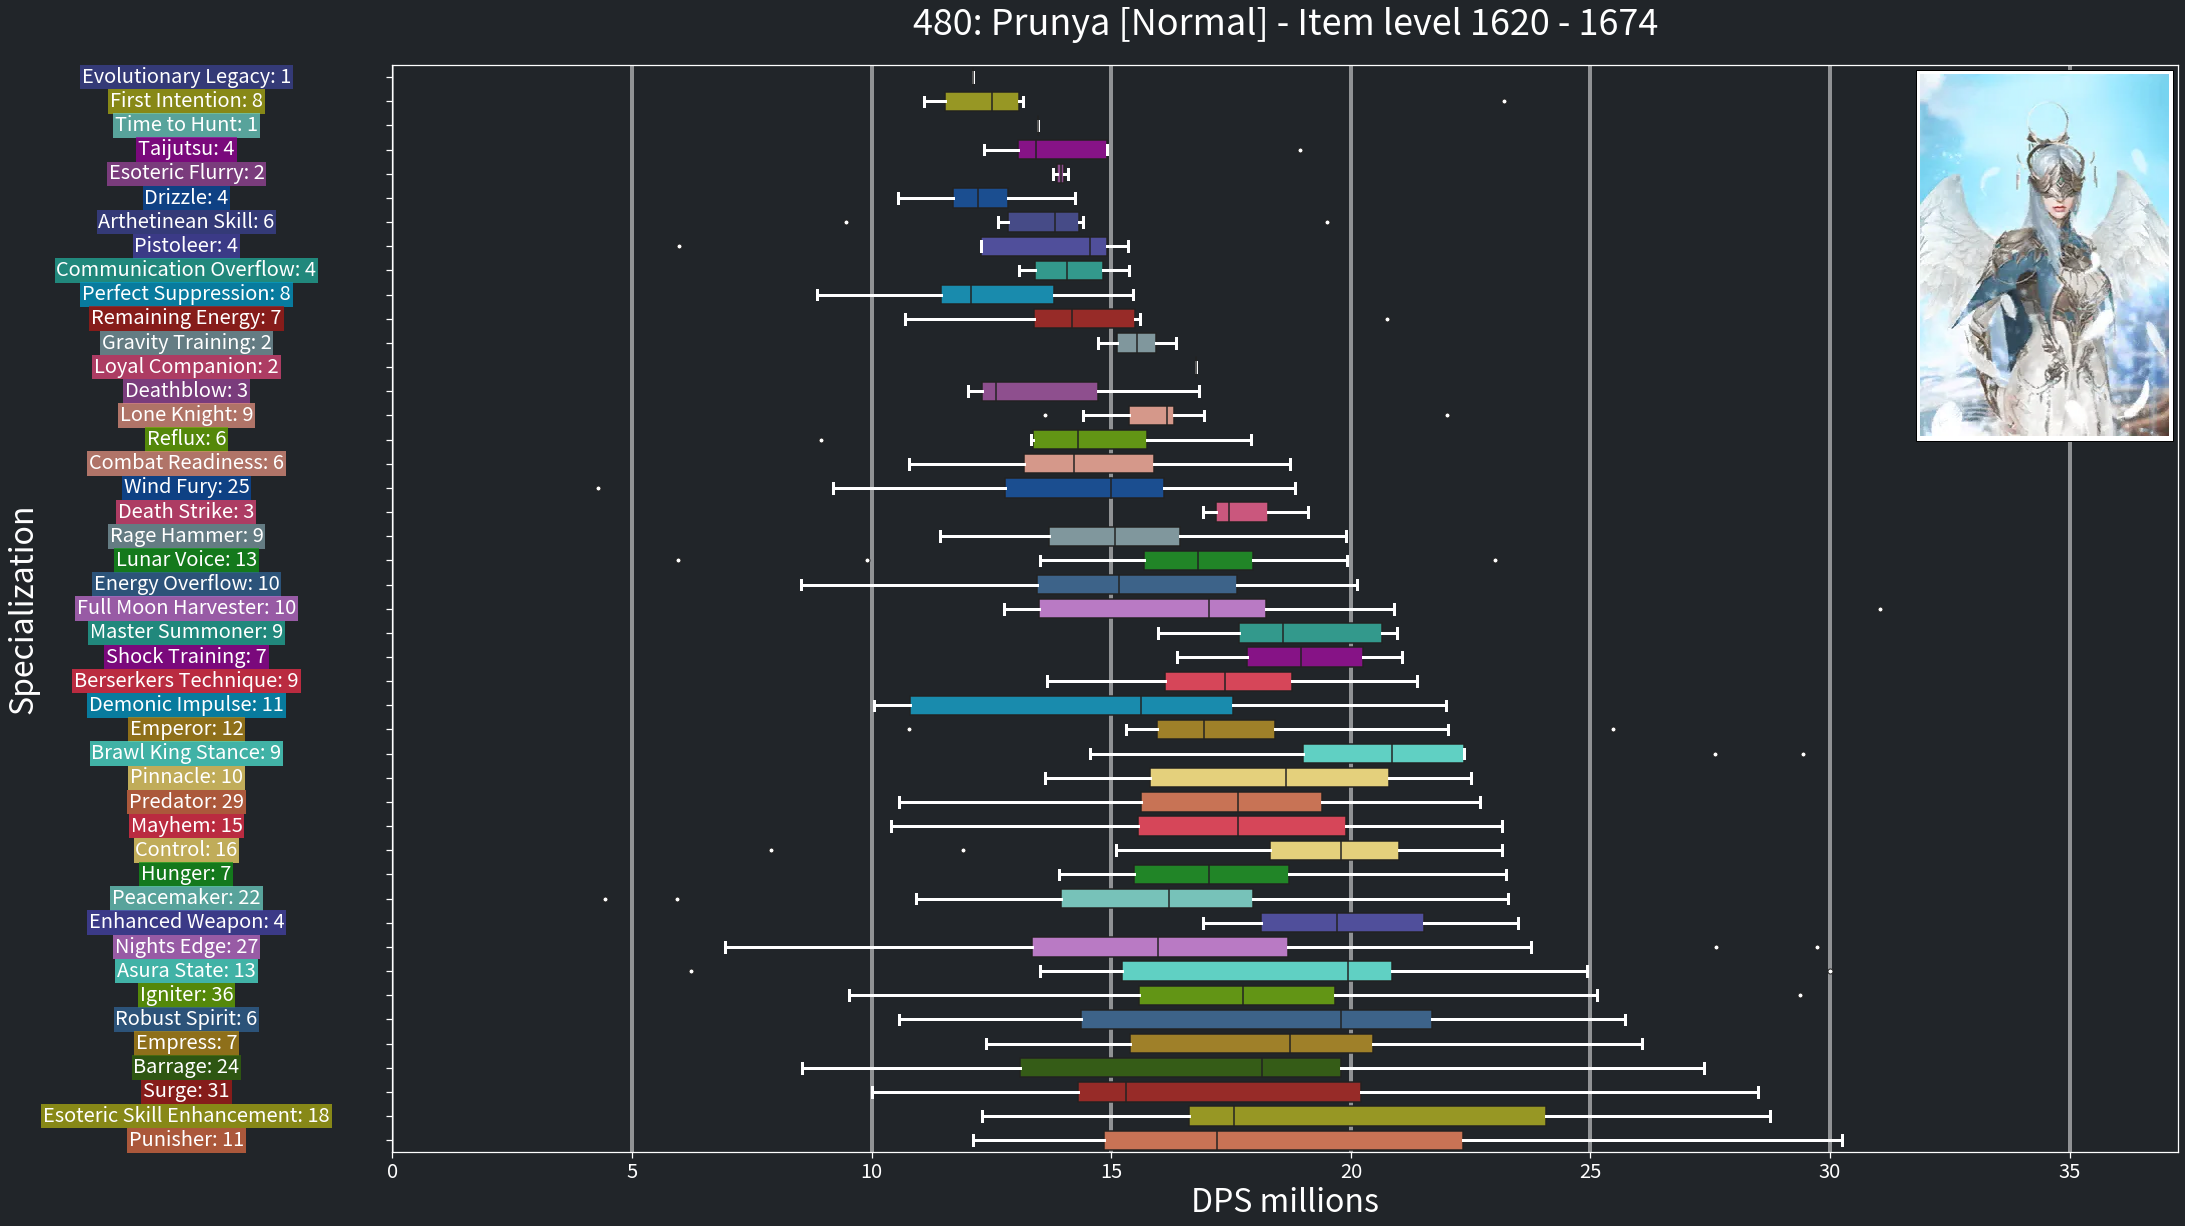 480: Prunya [Normal] - Item level 1620 - 1674
Evolutionary Legacy: 1
First Intention: 8
Time to Hunt: 1
Taijutsu: 4
Esoteric Flurry: 2
Drizzle: 4
Arthetinean Skill: 6
Pistoleer: 4
Communication Overflow: 4
Perfect Suppression: 8
Remaining Energy: 7
Gravity Training: 2
Loyal Companion: 2
Deathblow: 3
Lone Knight: 9
Reflux: 6
Combat Readiness: 6
Wind Fury: 25
Death Strike: 3
Rage Hammer: 9
Lunar Voice: 13
Energy Overflow: 10
Full Moon Harvester: 10
Master Summoner: 9
Shock Training: 7
Berserkers Technique: 9
Demonic Impulse: 11
Emperor: 12
Brawl King Stance: 9
Pinnacle: 10
Predator: 29
Mayhem: 15
Control: 16
Hunger: 7
Peacemaker: 22
Enhanced Weapon: 4
Nights Edge: 27
Asura State: 13
Igniter: 36
Robust Spirit: 6
Empress: 7
Barrage: 24
Surge: 31
Esoteric Skill Enhancement: 18
Punisher: 11
Specialization
0 5 10 15 20 25 30 35
DPS millions